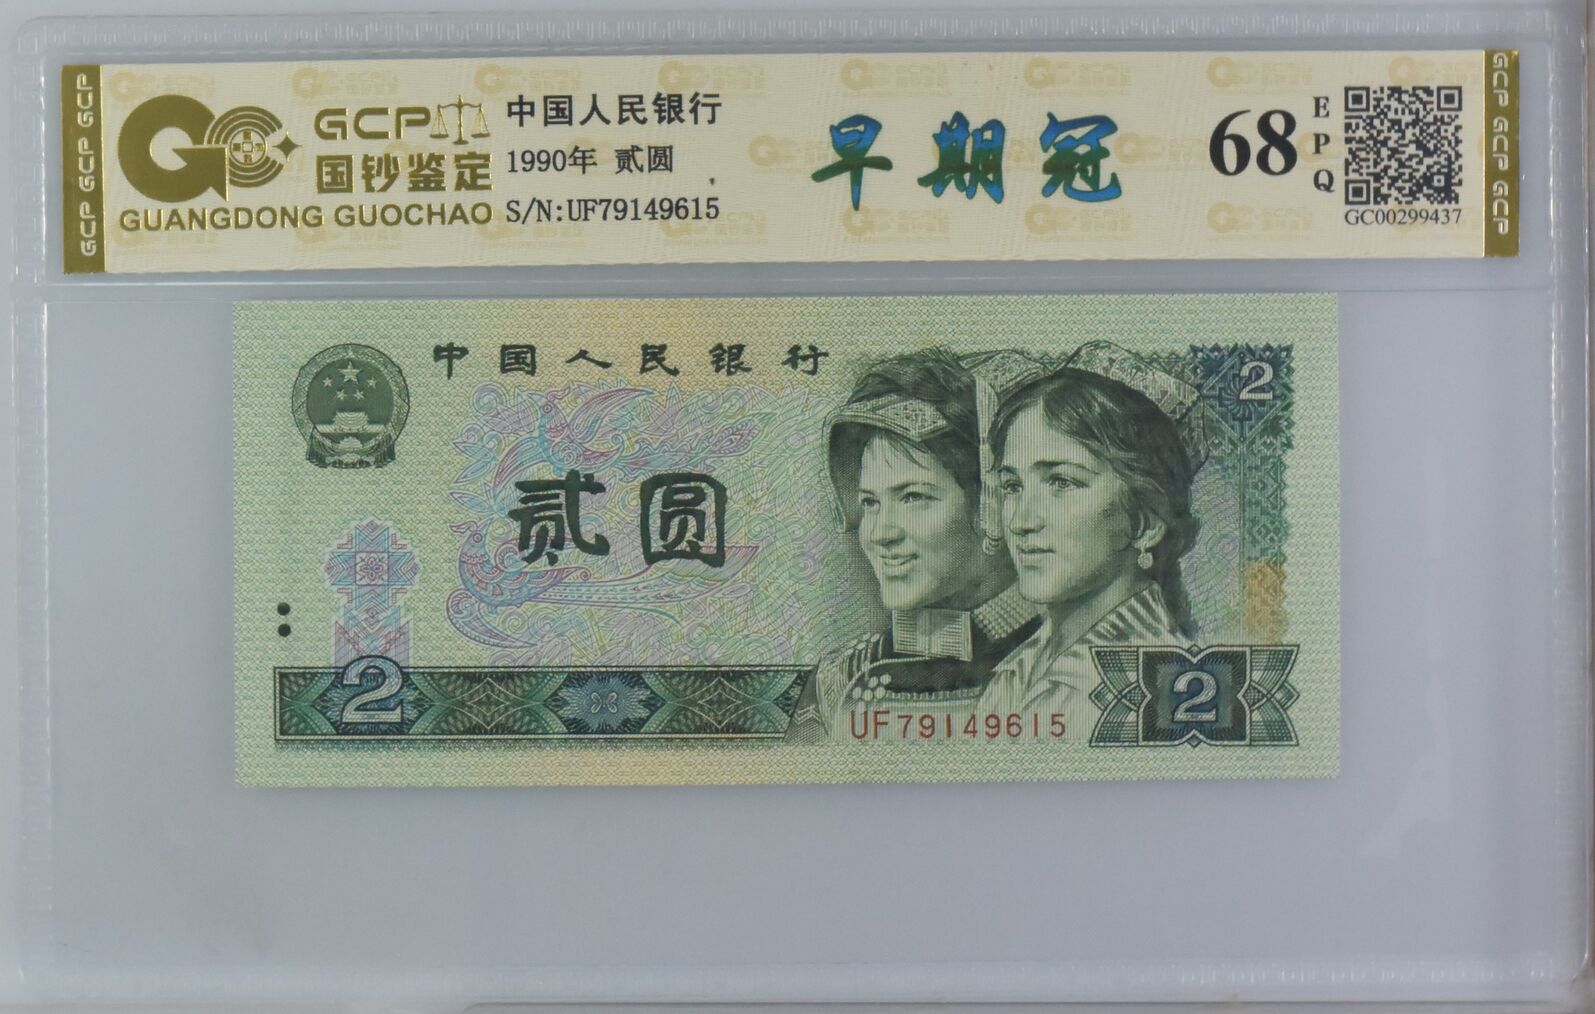 GCP GCP GCP
GCP
国钞鉴定
GUANGDONG GUOCHAO
中国人民银行
1990年 贰圆
S/N:UF79149615
早期冠
68
EPQ
GC00299437
GCP GCP GCP
中国人民银行
2
贰圆
2
UF79149615
2